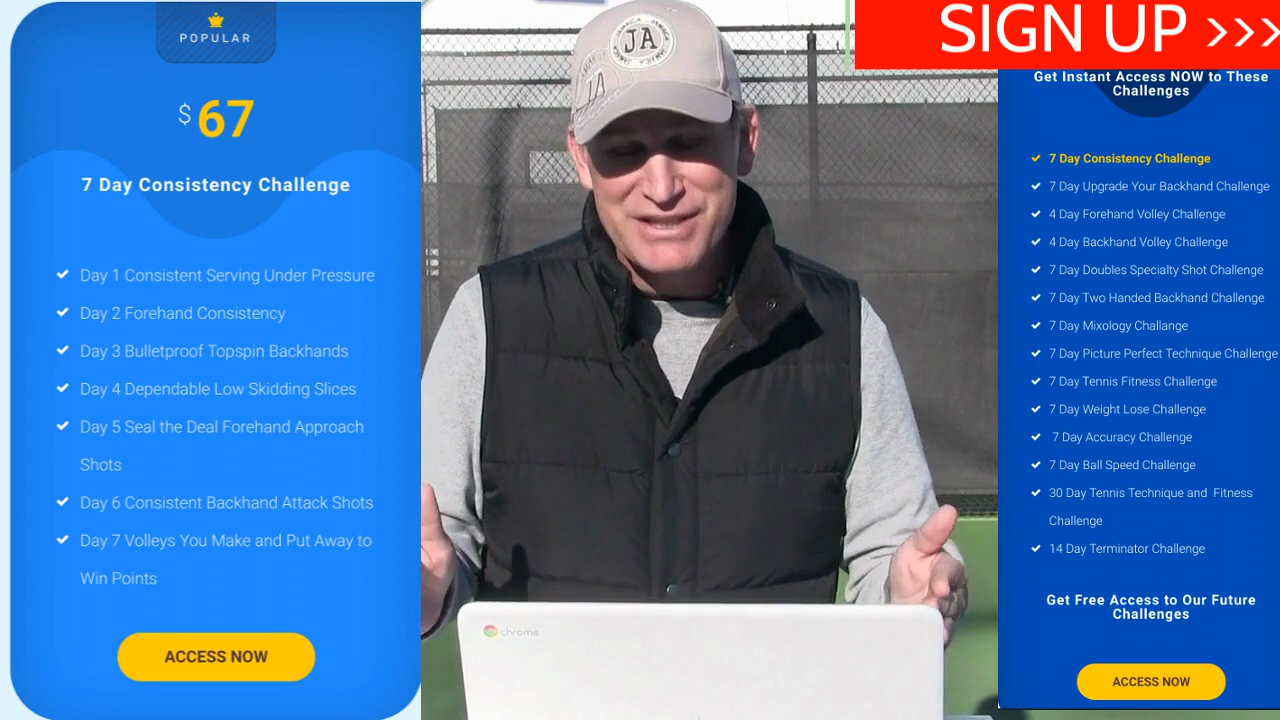 POPULAR
$67
7 Day Consistency Challenge
Day 1 Consistent Serving Under Pressure
Day 2 Forehand Consistency
Day 3 Bulletproof Topspin Backhands
Day 4 Dependable Low Skidding Slices
Day 5 Seal the Deal Forehand Approach
Shots
Day 6 Consistent Backhand Attack Shots
Day 7 Volleys You Make and Put Away to
Win Points
ACCESS NOW
JA
chrome
SIGN UP >>>
Get Instant Access NOW to These
Challenges
7 Day Consistency Challenge
7 Day Upgrade Your Backhand Challenge
4 Day Forehand Volley Challenge
4 Day Backhand Volley Challenge
7 Day Doubles Specialty Shot Challenge
7 Day Two Handed Backhand Challenge
7 Day Mixology Challange
7 Day Picture Perfect Technique Challenge
7 Day Tennis Fitness Challenge
7 Day Weight Lose Challenge
7 Day Accuracy Challenge
7 Day Ball Speed Challenge
30 Day Tennis Technique and Fitness
Challenge
14 Day Terminator Challenge
Get Free Access to Our Future
Challenges
ACCESS NOW